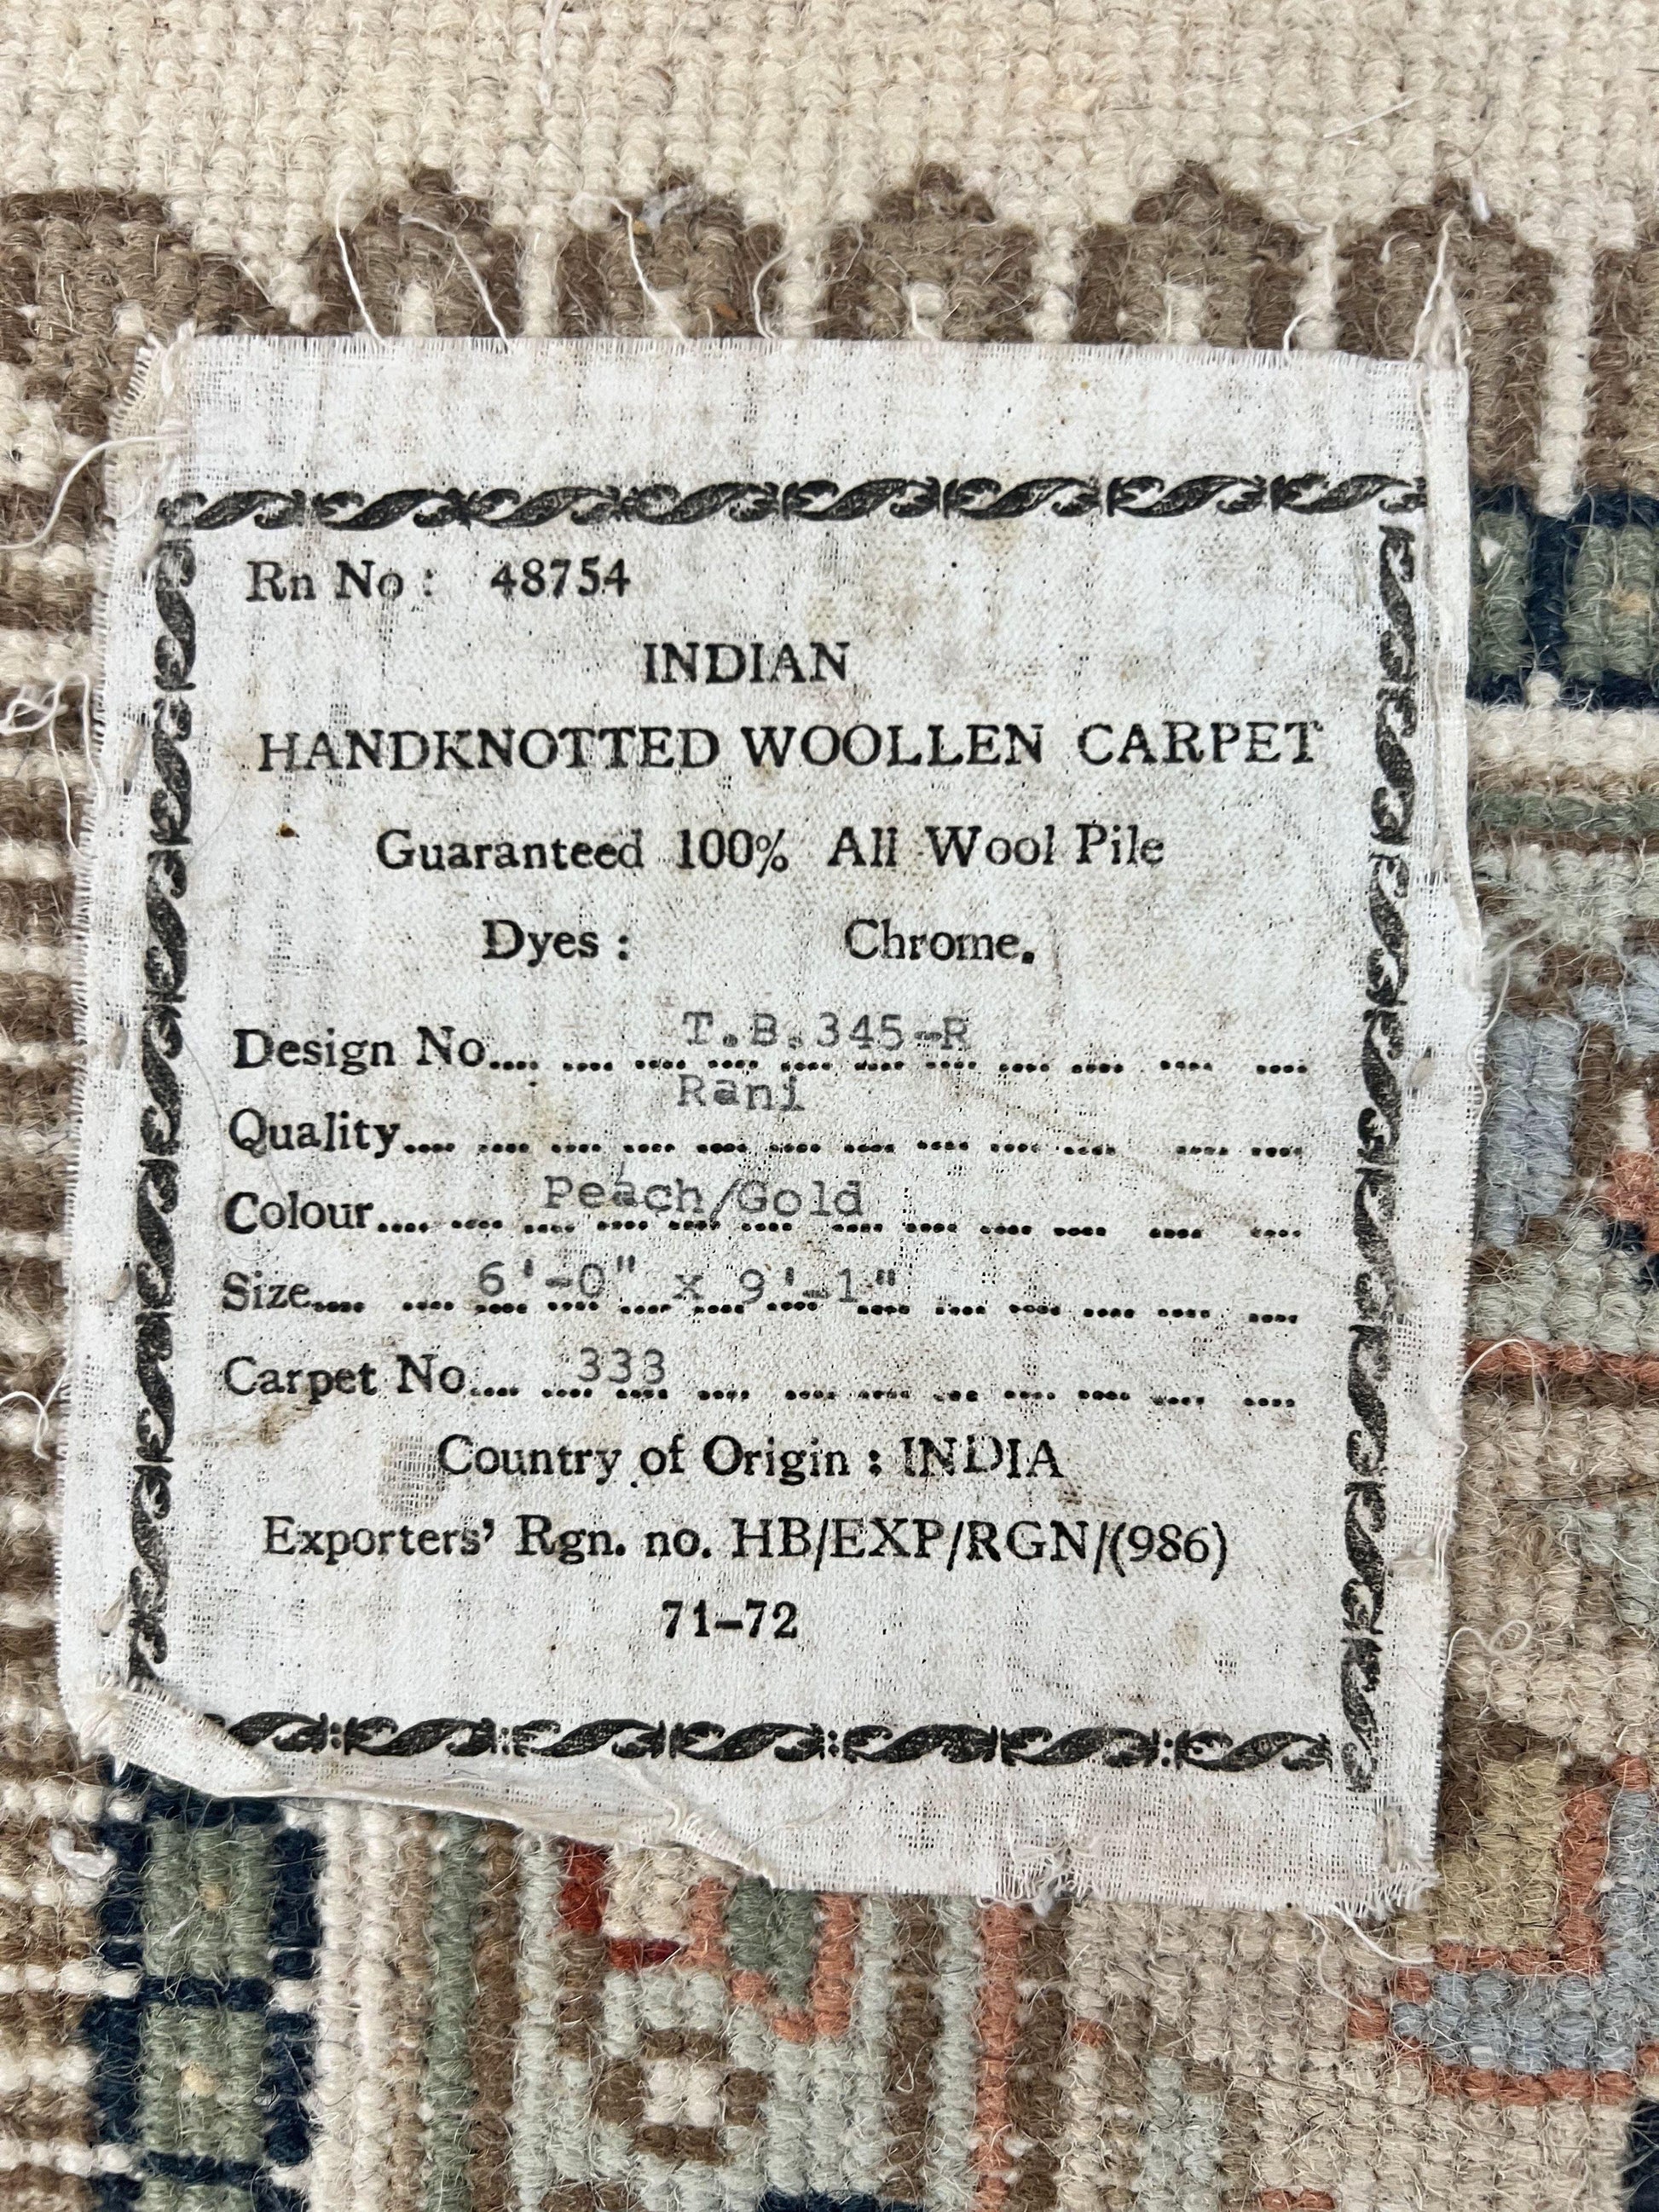 Rn No : 48754
INDIAN
HANDKNOTTED WOOLLEN CARPET
Guaranteed 100% All Wool Pile
Dyes : Chrome.
Design No.... .... .... T.B.345-R .... .... ....
Quality.... .... .... Rani .... .... ....
Colour.... .... Peach/Gold .... .... ....
Size.... .... 6'-0" x 9'-1" .... .... ....
Carpet No.... .... 333 .... .... ....
Country of Origin : INDIA
Exporters' Rgn. no. HB/EXP/RGN/(986)
71-72